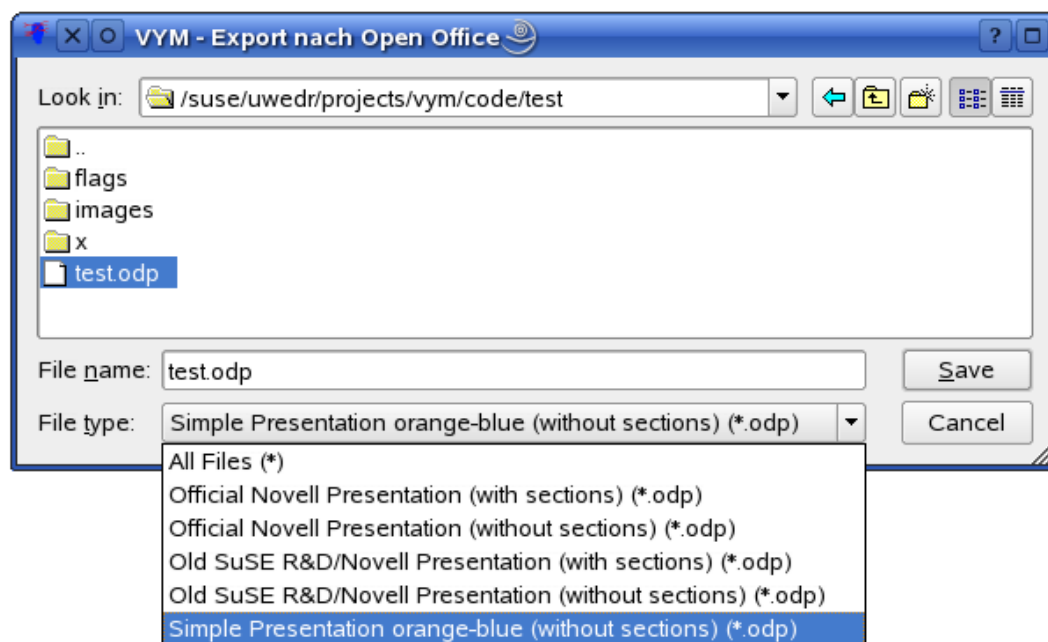 VYM - Export nach Open Office
?
Look in: /suse/uwedr/projects/vym/code/test
..
flags
images
x
test.odp
File name: test.odp Save
File type: Simple Presentation orange-blue (without sections) (*.odp) Cancel
All Files (*)
Official Novell Presentation (with sections) (*.odp)
Official Novell Presentation (without sections) (*.odp)
Old SuSE R&D/Novell Presentation (with sections) (*.odp)
Old SuSE R&D/Novell Presentation (without sections) (*.odp)
Simple Presentation orange-blue (without sections) (*.odp)